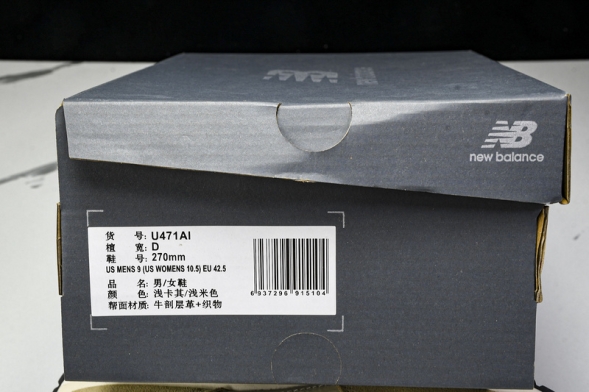 NB
new balance
货 号: U471AI
楦 宽: D
鞋 号: 270mm
US MENS 9 (US WOMENS 10.5) EU 42.5
品 名: 男/女鞋
颜 色: 浅卡其/浅米色
帮面材质: 牛剖层革+织物
6 937296 915104